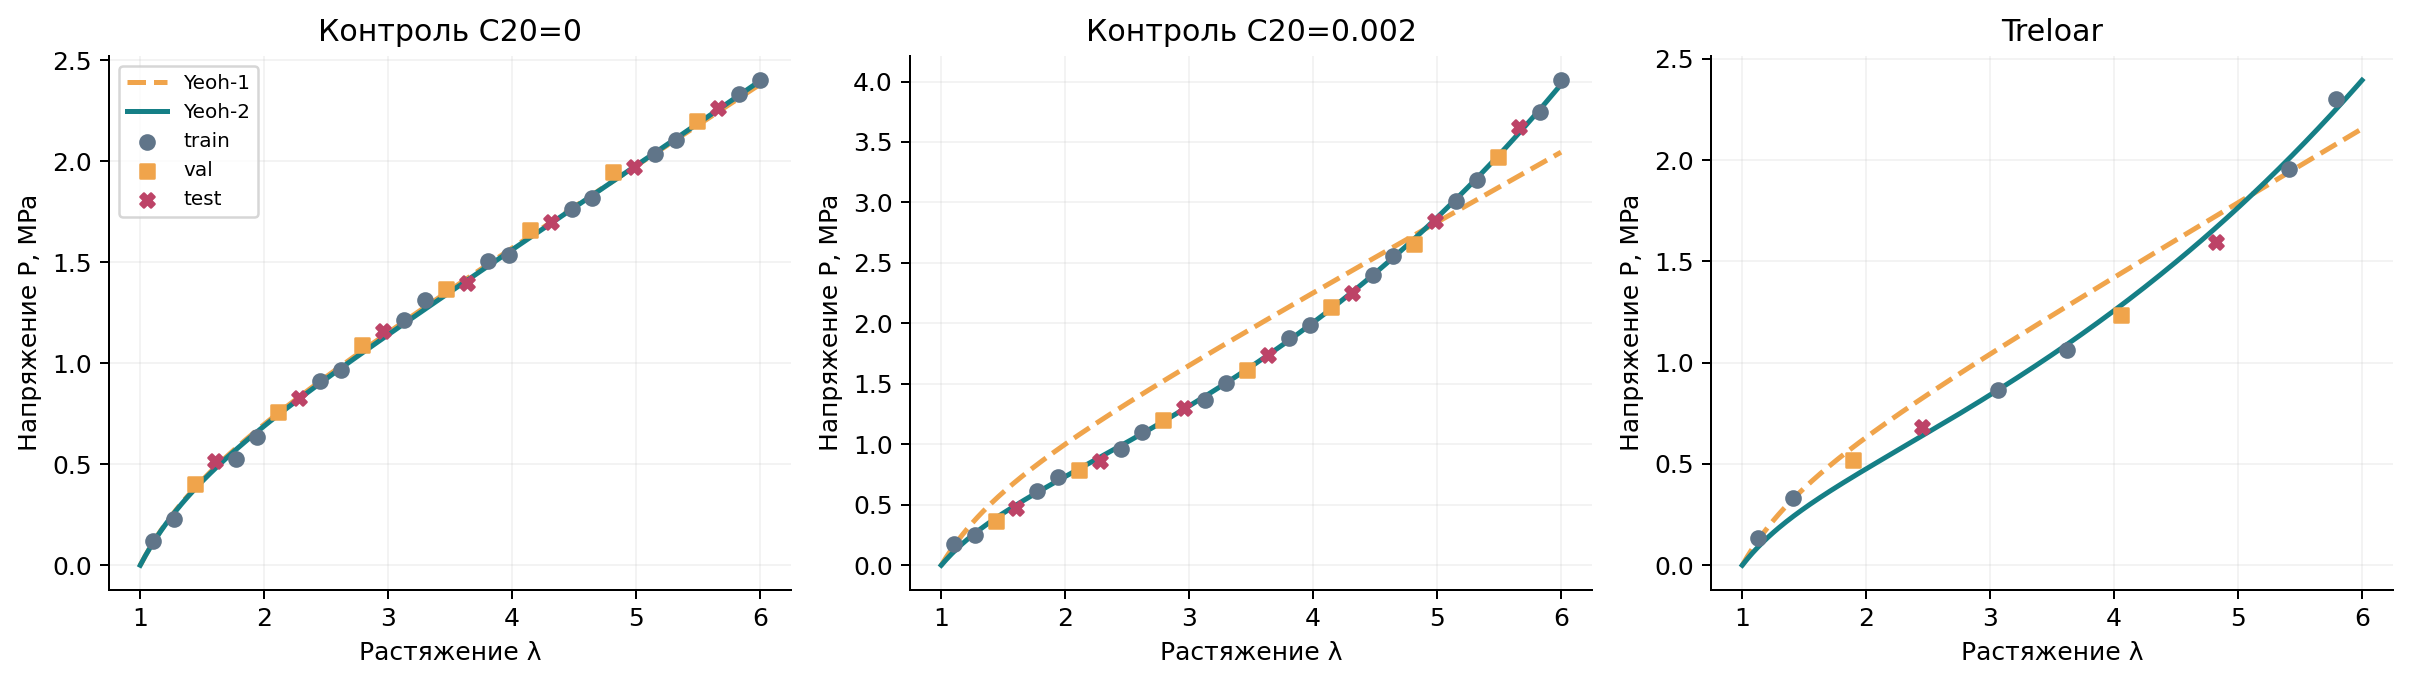 Контроль C20=0
Напряжение P, MPa
2.5
2.0
1.5
1.0
0.5
0.0
Yeoh-1
Yeoh-2
train
val
test
1 2 3 4 5 6
Растяжение λ
Контроль C20=0.002
Напряжение P, MPa
4.0
3.5
3.0
2.5
2.0
1.5
1.0
0.5
0.0
1 2 3 4 5 6
Растяжение λ
Treloar
Напряжение P, MPa
2.5
2.0
1.5
1.0
0.5
0.0
1 2 3 4 5 6
Растяжение λ